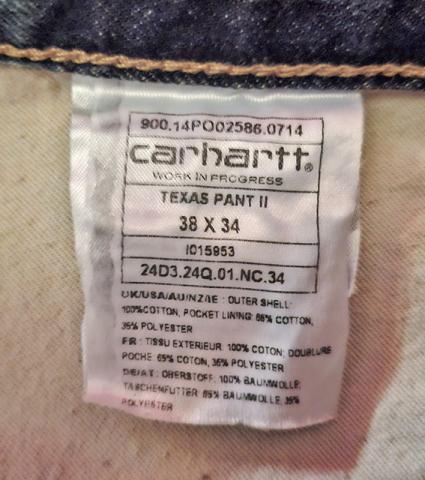 900.14PO02586.0714
carhartt®
WORK IN PROGRESS
TEXAS PANT II
38 X 34
I015953
24D3.24Q.01.NC.34
UK/USA/AU/NZ/IE : OUTER SHELL:
100%COTTON, POCKET LINING: 65% COTTON,
35% POLYESTER
FR : TISSU EXTERIEUR 100% COTON; DOUBLURE
POCHE 65% COTON, 35% POLYESTER
DE/AT : OBERSTOFF: 100% BAUMWOLLE;
TASCHENFUTTER: 65% BAUMWOLLE, 35%
POLYESTER